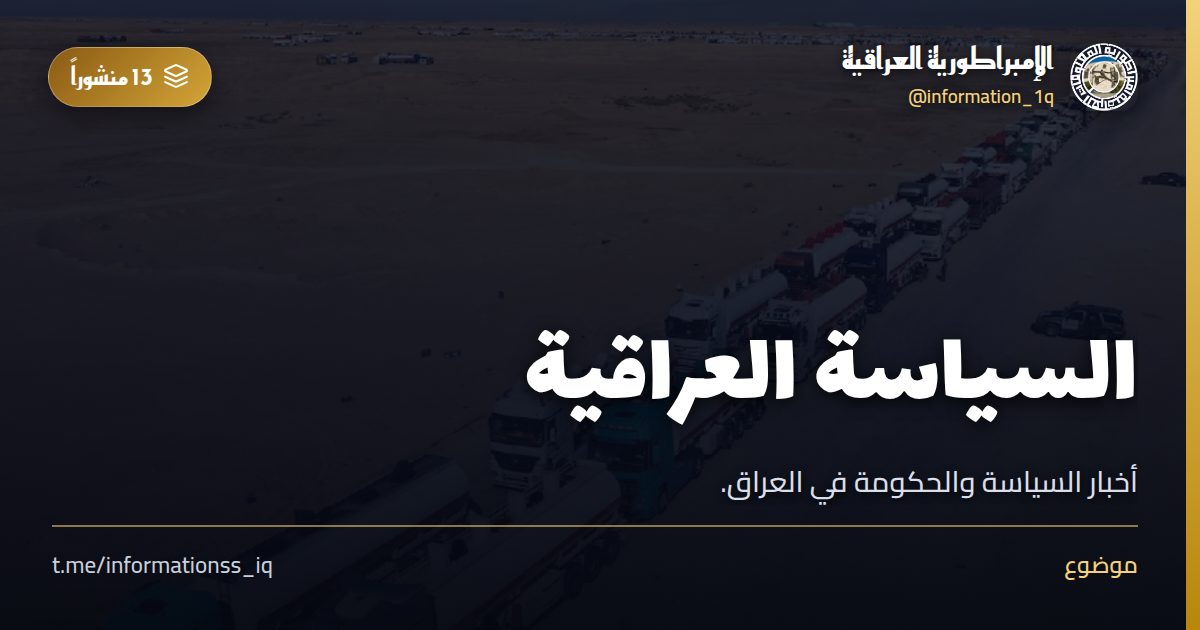 الإمبراطورية العراقية
@information_1q
13 منشوراً
السياسة العراقية
أخبار السياسة والحكومة في العراق.
موضوع
t.me/informationss_iq